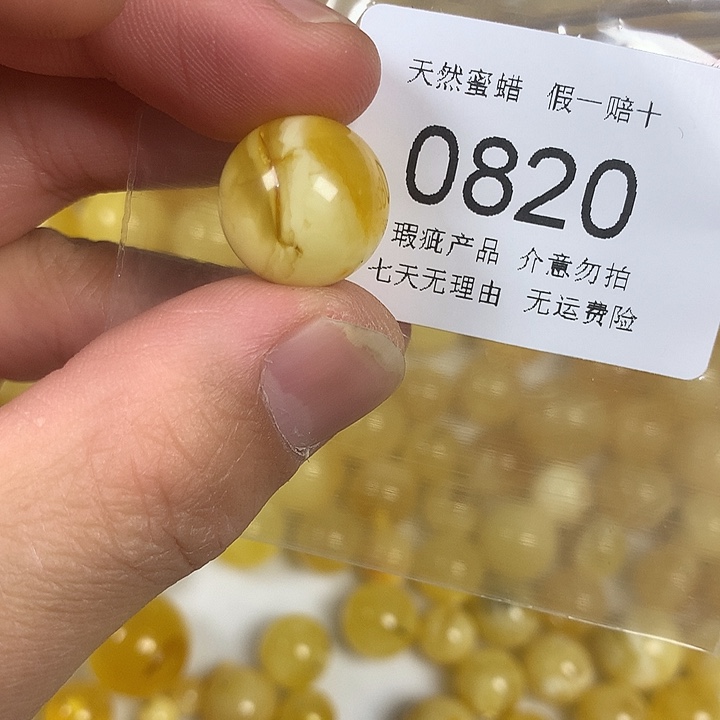 天然蜜蜡 假一赔十
0820
瑕疵产品 介意勿拍
七天无理由 无运费险